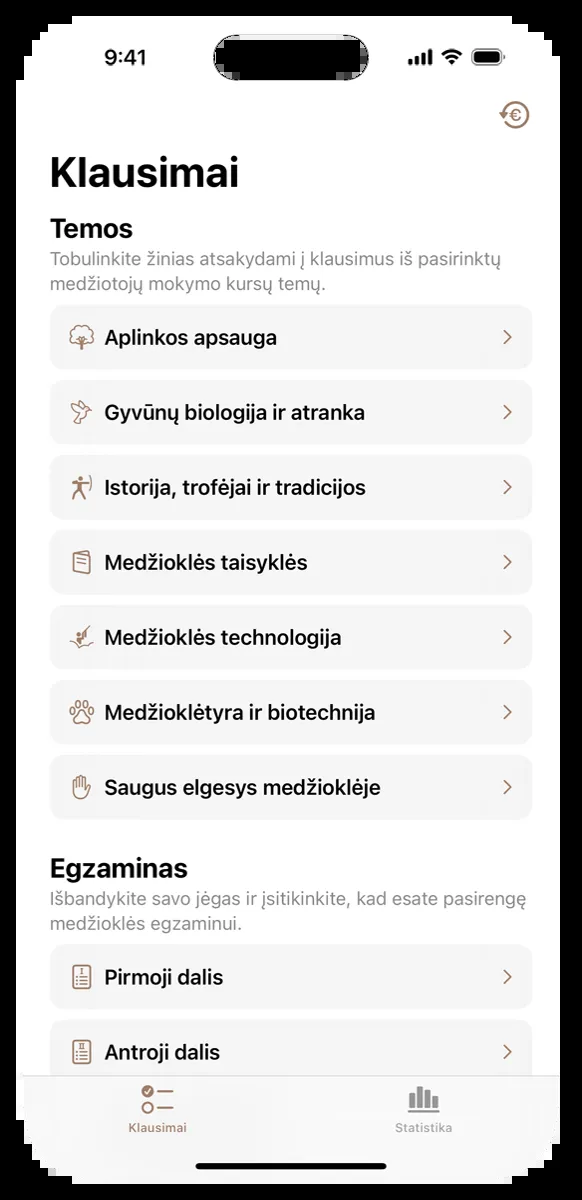 9:41
Klausimai
Temos
Tobulinkite žinias atsakydami į klausimus iš pasirinktų
medžiotojų mokymo kursų temų.
Aplinkos apsauga
Gyvūnų biologija ir atranka
Istorija, trofėjai ir tradicijos
Medžioklės taisyklės
Medžioklės technologija
Medžioklėtyra ir biotechnija
Saugus elgesys medžioklėje
Egzaminas
Išbandykite savo jėgas ir įsitikinkite, kad esate pasirengę
medžioklės egzaminui.
Pirmoji dalis
Antroji dalis
Klausimai
Statistika